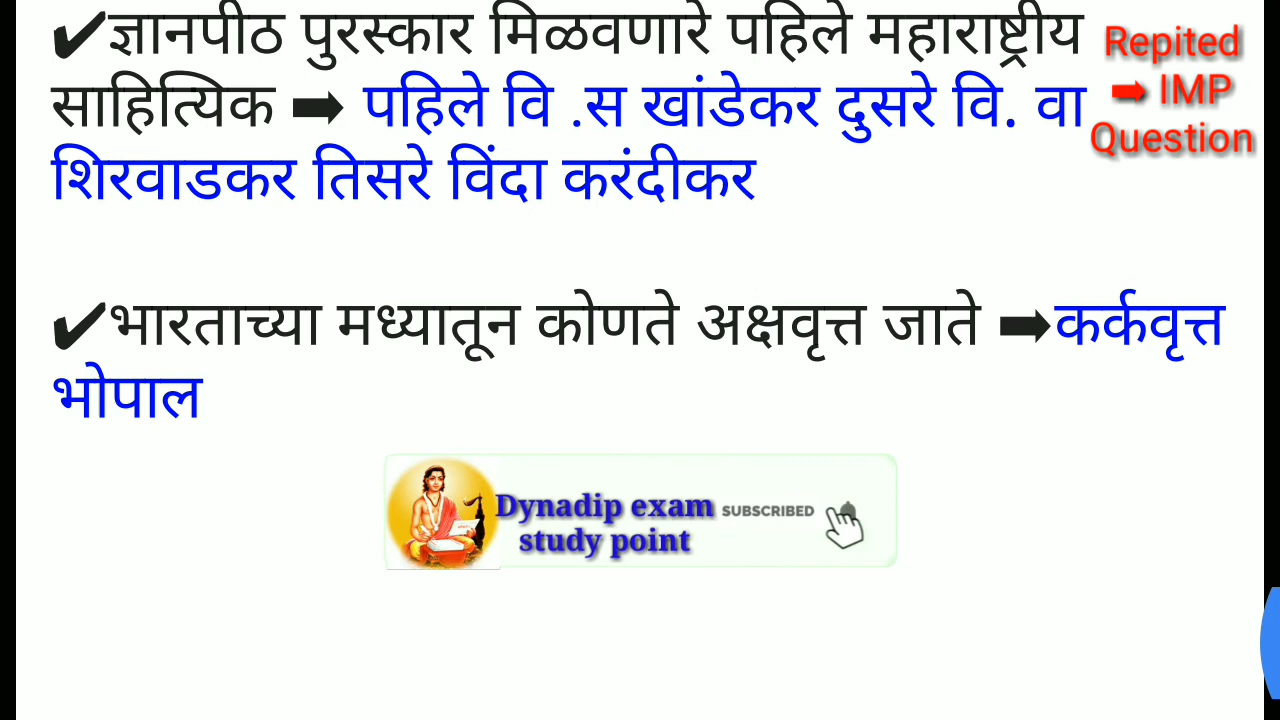 ✔ज्ञानपीठ पुरस्कार मिळवणारे पहिले महाराष्ट्रीय
साहित्यिक ➡ पहिले वि .स खांडेकर दुसरे वि. वा
शिरवाडकर तिसरे विंदा करंदीकर
Repited
➡ IMP
Question
✔भारताच्या मध्यातून कोणते अक्षवृत्त जाते ➡कर्कवृत्त
भोपाल
Dynadip exam
study point
SUBSCRIBED